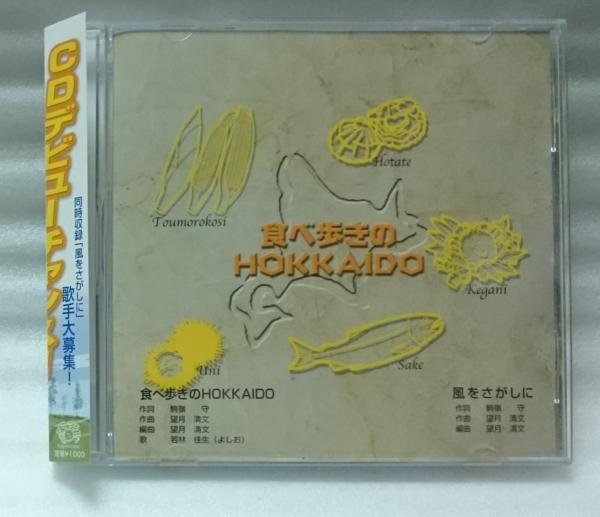 CDデビューチャンス!
同時収録「風をさがしに」
歌手大募集!
定価¥1000
Toumorokosi
Hotate
食べ歩きの
HOKKAIDO
Kegani
Uni
Sake
食べ歩きのHOKKAIDO
作詞 駒嶺 守
作曲 望月 清文
編曲 望月 清文
歌 若林 佳生(よしお)
風をさがしに
作詞 駒嶺 守
作曲 望月 清文
編曲 望月 清文